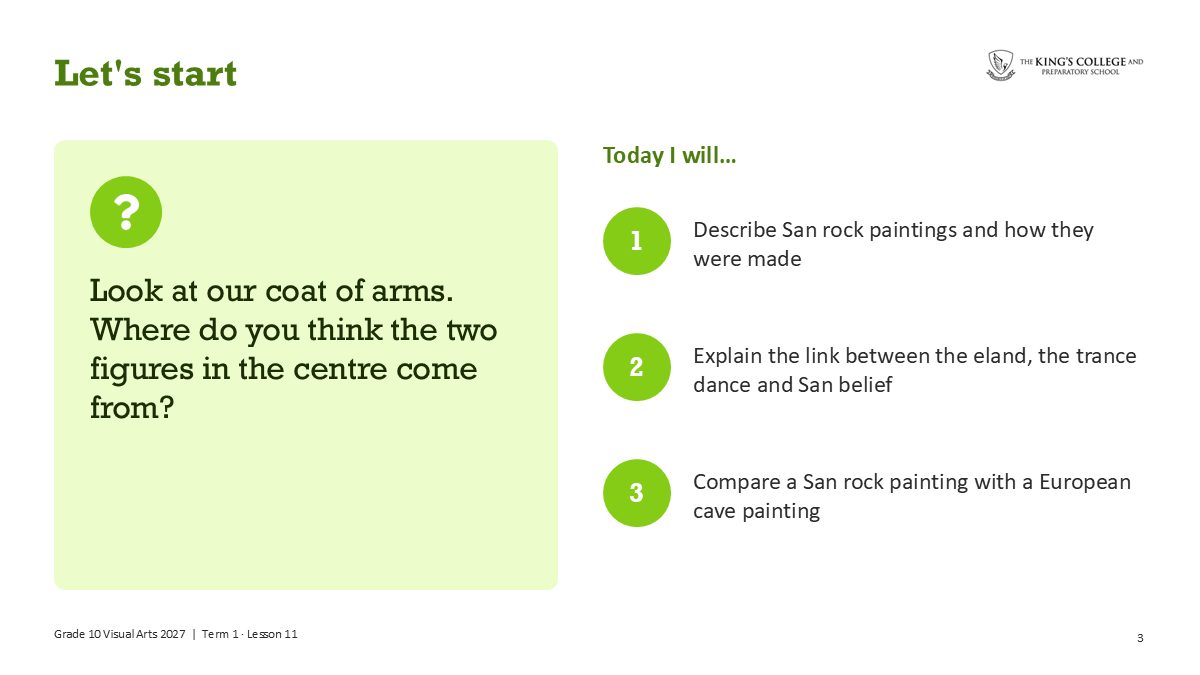 Let's start
THE KING'S COLLEGE AND
PREPARATORY SCHOOL
?
Look at our coat of arms.
Where do you think the two
figures in the centre come
from?
Today I will...
1
Describe San rock paintings and how they
were made
2
Explain the link between the eland, the trance
dance and San belief
3
Compare a San rock painting with a European
cave painting
Grade 10 Visual Arts 2027 | Term 1 · Lesson 11
3